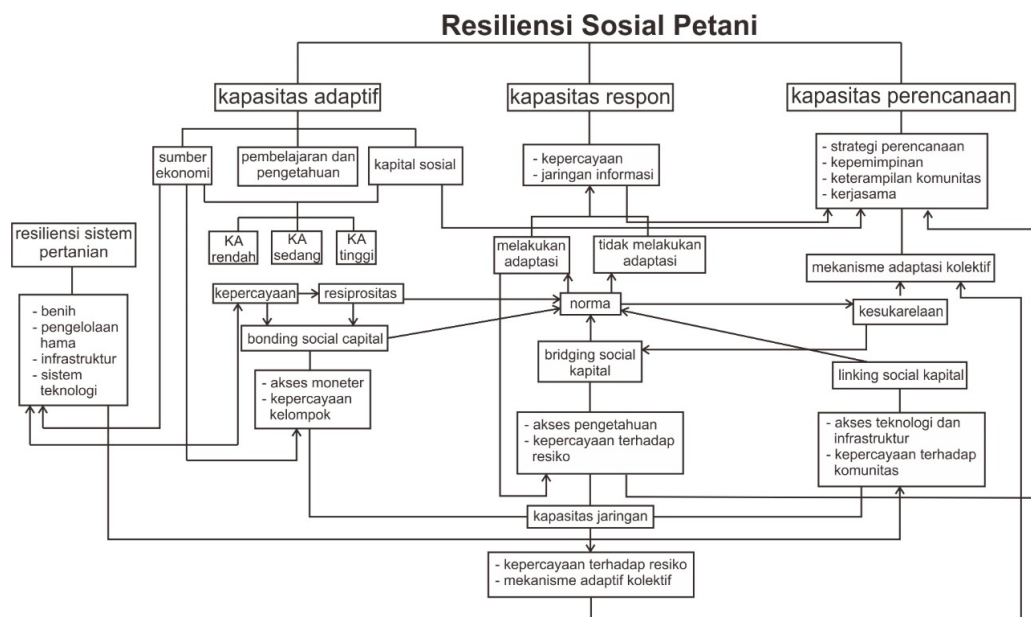 Resiliensi Sosial Petani
kapasitas adaptif
kapasitas respon
kapasitas perencanaan
sumber
ekonomi
pembelajaran dan
pengetahuan
kapital sosial
- kepercayaan
- jaringan informasi
- strategi perencanaan
- kepemimpinan
- keterampilan komunitas
- kerjasama
resiliensi sistem
pertanian
KA
rendah
KA
sedang
KA
tinggi
melakukan
adaptasi
tidak melakukan
adaptasi
mekanisme adaptasi kolektif
- benih
- pengelolaan
hama
- infrastruktur
- sistem
teknologi
kepercayaan
resiprositas
norma
kesukarelaan
bonding social capital
bridging social
kapital
linking social kapital
- akses moneter
- kepercayaan
kelompok
- akses pengetahuan
- kepercayaan terhadap
resiko
- akses teknologi dan
infrastruktur
- kepercayaan terhadap
komunitas
kapasitas jaringan
- kepercayaan terhadap resiko
- mekanisme adaptif kolektif